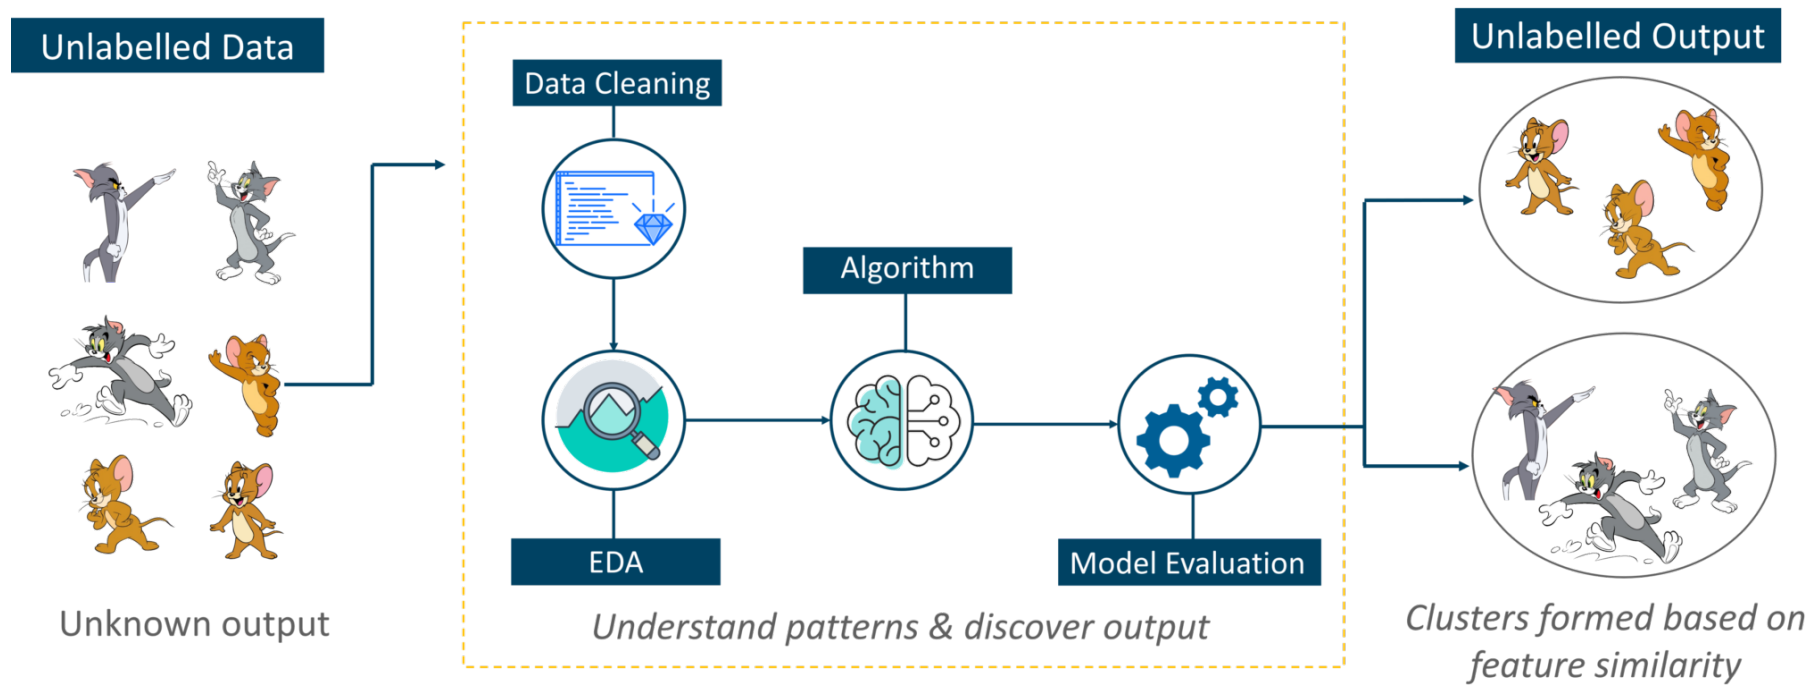 Unlabelled Data
Unknown output
Data Cleaning
EDA
Algorithm
Model Evaluation
Understand patterns & discover output
Unlabelled Output
Clusters formed based on
feature similarity